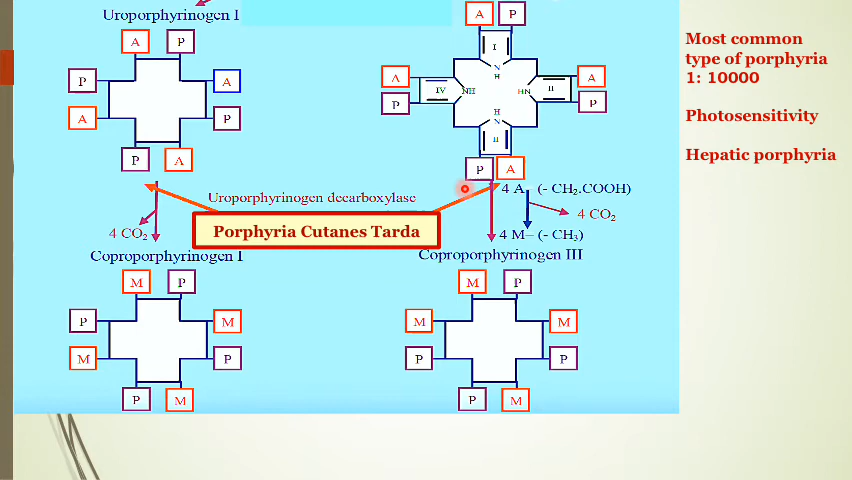 Uroporphyrinogen I
A P
P A
A P
P A
A P
I
N
H
A IV NH HN II A
P P
H
N
II
P A
Uroporphyrinogen decarboxylase
4 A (- CH₂.COOH)
4 CO₂
4 CO₂
4 M– (- CH₃)
Porphyria Cutanes Tarda
Coproporphyrinogen I
Coproporphyrinogen III
M P
P M
M P
P M
M P
M M
P P
P M
Most common
type of porphyria
1: 10000
Photosensitivity
Hepatic porphyria